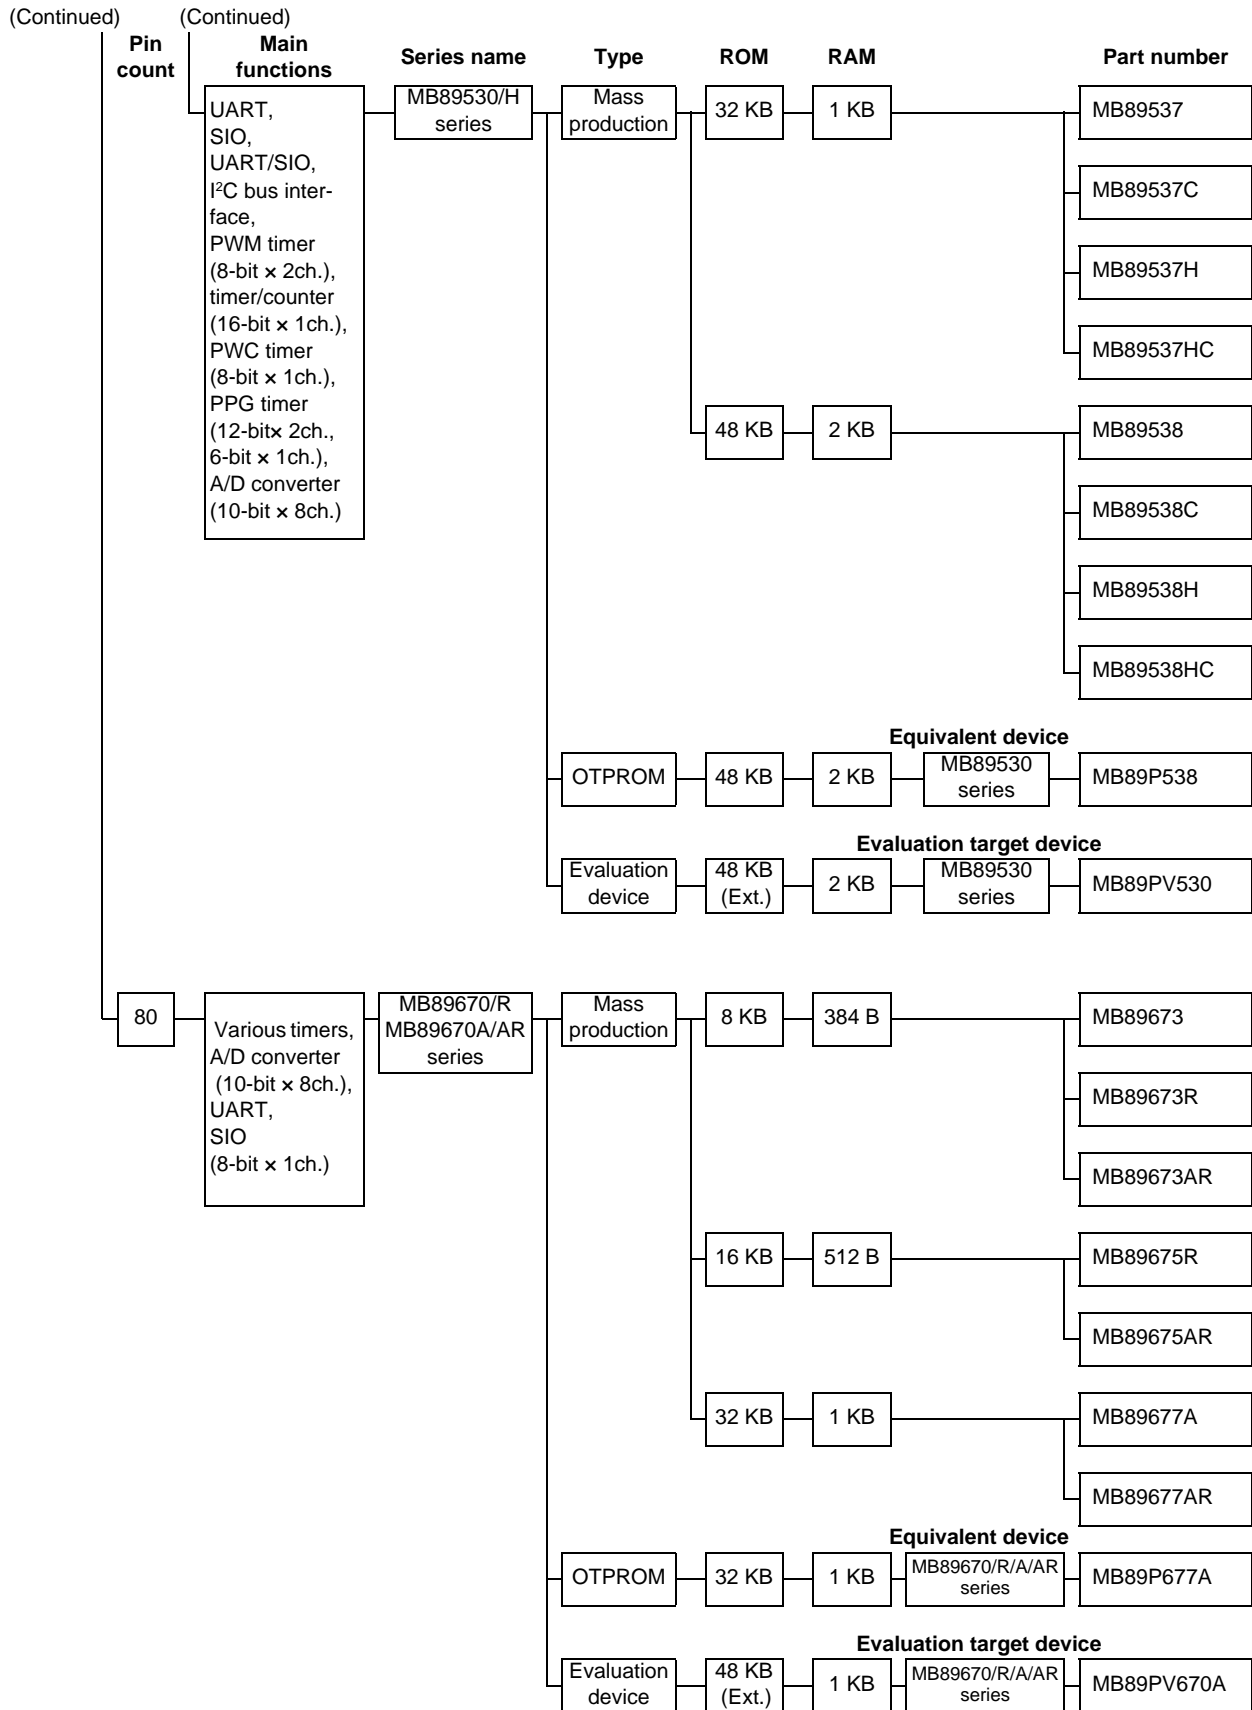 (Continued) (Continued)
Pin count
Main functions
Series name
Type
ROM
RAM
Part number
UART,
SIO,
UART/SIO,
I²C bus inter-
face,
PWM timer
(8-bit × 2ch.),
timer/counter
(16-bit × 1ch.),
PWC timer
(8-bit × 1ch.),
PPG timer
(12-bit× 2ch.,
6-bit × 1ch.),
A/D converter
(10-bit × 8ch.)
MB89530/H
series
Mass
production
32 KB
1 KB
MB89537
MB89537C
MB89537H
MB89537HC
48 KB
2 KB
MB89538
MB89538C
MB89538H
MB89538HC
Equivalent device
OTPROM
48 KB
2 KB
MB89530
series
MB89P538
Evaluation target device
Evaluation
device
48 KB
(Ext.)
2 KB
MB89530
series
MB89PV530
80
Various timers,
A/D converter
(10-bit × 8ch.),
UART,
SIO
(8-bit × 1ch.)
MB89670/R
MB89670A/AR
series
Mass
production
8 KB
384 B
MB89673
MB89673R
MB89673AR
16 KB
512 B
MB89675R
MB89675AR
32 KB
1 KB
MB89677A
MB89677AR
Equivalent device
OTPROM
32 KB
1 KB
MB89670/R/A/AR
series
MB89P677A
Evaluation target device
Evaluation
device
48 KB
(Ext.)
1 KB
MB89670/R/A/AR
series
MB89PV670A